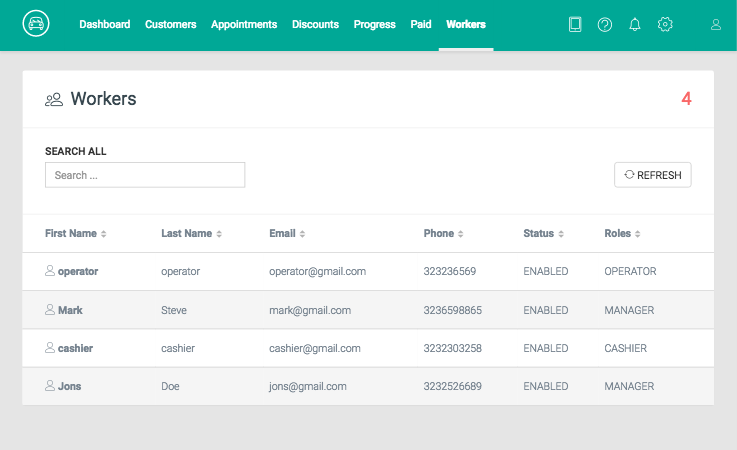 Dashboard Customers Appointments Discounts Progress Paid Workers
Workers 4
SEARCH ALL
Search ...
REFRESH
First Name Last Name Email Phone Status Roles
operator operator operator@gmail.com 323236569 ENABLED OPERATOR
Mark Steve mark@gmail.com 3236598865 ENABLED MANAGER
cashier cashier cashier@gmail.com 3232303258 ENABLED CASHIER
Jons Doe jons@gmail.com 3232526689 ENABLED MANAGER